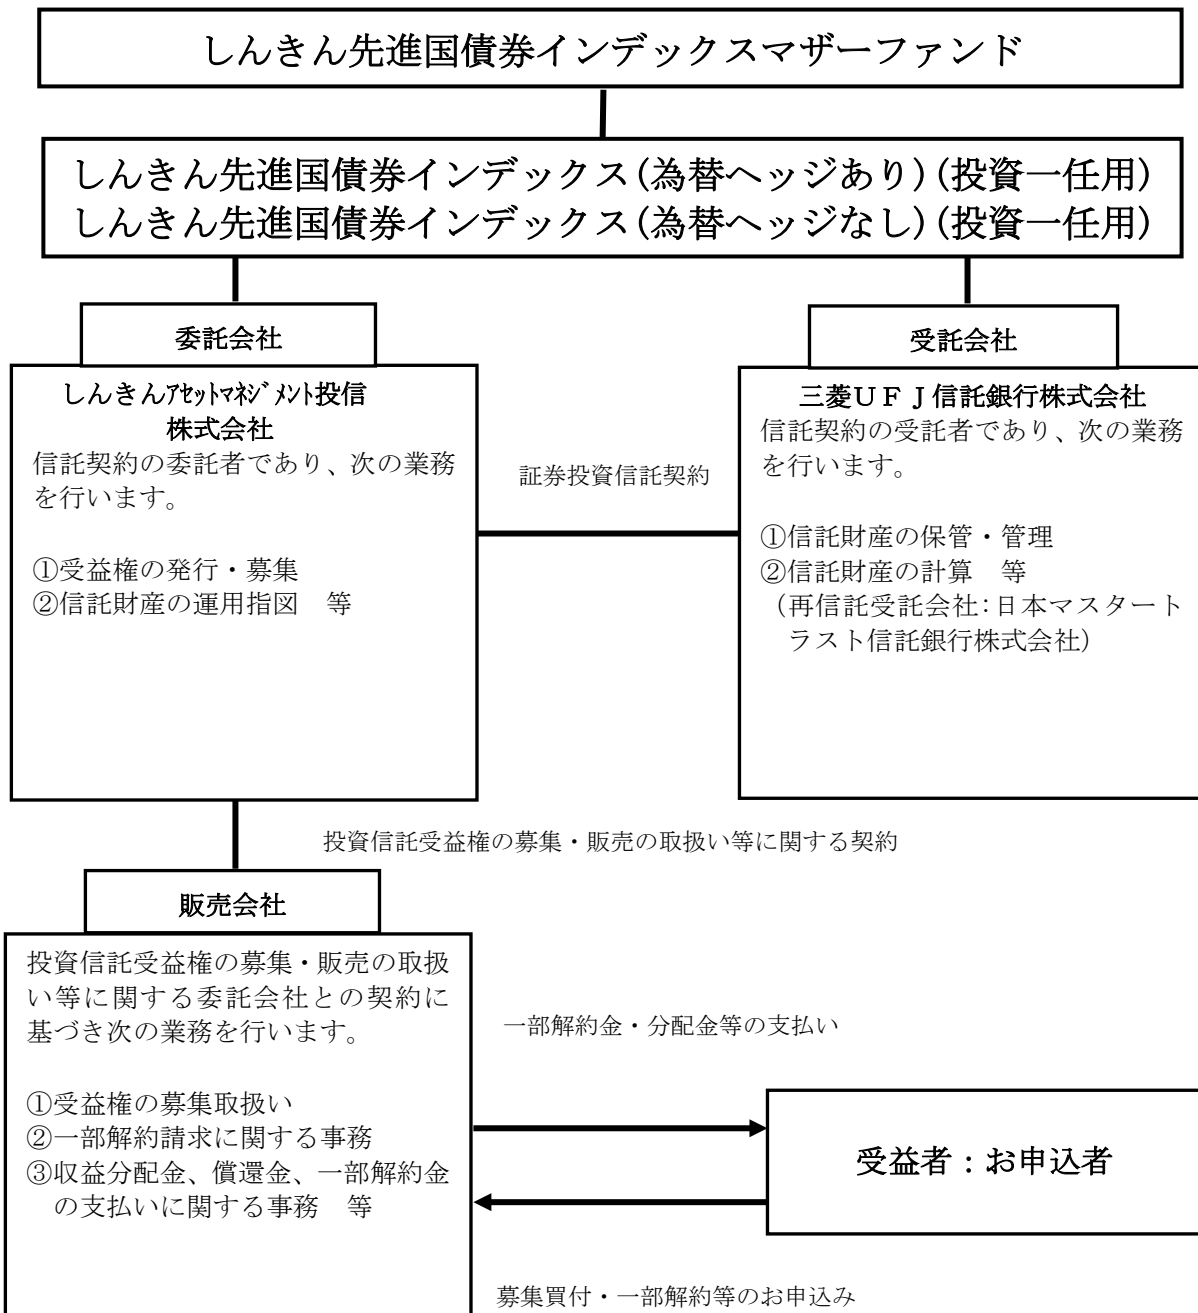 しんきん先進国債券インデックスマザーファンド
しんきん先進国債券インデックス(為替ヘッジあり)(投資一任用)
しんきん先進国債券インデックス(為替ヘッジなし)(投資一任用)
委託会社
しんきんｱｾｯﾄﾏﾈｼﾞﾒﾝﾄ投信
株式会社
信託契約の委託者であり、次の業務
を行います。
①受益権の発行・募集
②信託財産の運用指図　等
証券投資信託契約
受託会社
三菱ＵＦＪ信託銀行株式会社
信託契約の受託者であり、次の業務
を行います。
①信託財産の保管・管理
②信託財産の計算　等
（再信託受託会社：日本マスタート
ラスト信託銀行株式会社）
投資信託受益権の募集・販売の取扱い等に関する契約
販売会社
投資信託受益権の募集・販売の取扱
い等に関する委託会社との契約に
基づき次の業務を行います。
①受益権の募集取扱い
②一部解約請求に関する事務
③収益分配金、償還金、一部解約金
の支払いに関する事務　等
一部解約金・分配金等の支払い
受益者：お申込者
募集買付・一部解約等のお申込み